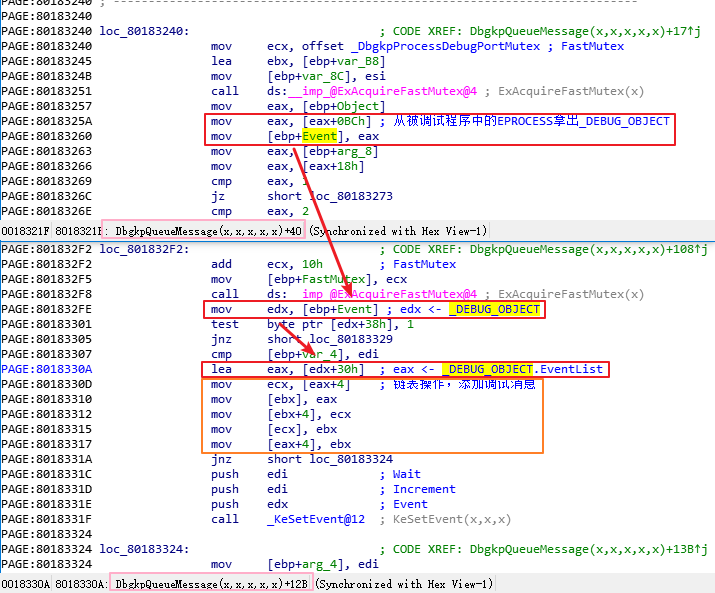 PAGE:80183240 ; ---------------------------------------------------------------------------
PAGE:80183240
PAGE:80183240 loc_80183240: ; CODE XREF: DbgkpQueueMessage(x,x,x,x,x)+17↑j
PAGE:80183240 mov ecx, offset _DbgkpProcessDebugPortMutex ; FastMutex
PAGE:80183245 lea ebx, [ebp+var_B8]
PAGE:8018324B mov [ebp+var_8C], esi
PAGE:80183251 call ds:__imp_@ExAcquireFastMutex@4 ; ExAcquireFastMutex(x)
PAGE:80183257 mov eax, [ebp+Object]
PAGE:8018325A mov eax, [eax+0BCh] ; 从被调试程序中的EPROCESS拿出_DEBUG_OBJECT
PAGE:80183260 mov [ebp+Event], eax
PAGE:80183263 mov eax, [ebp+arg_8]
PAGE:80183266 mov eax, [eax+18h]
PAGE:80183269 cmp eax, 1
PAGE:8018326C jz short loc_80183273
PAGE:8018326E cmp eax, 2
0018321F 8018321F: DbgkpQueueMessage(x,x,x,x,x)+40 (Synchronized with Hex View-1)
PAGE:801832F2 loc_801832F2: ; CODE XREF: DbgkpQueueMessage(x,x,x,x,x)+108↑j
PAGE:801832F2 add ecx, 10h ; FastMutex
PAGE:801832F5 mov [ebp+FastMutex], ecx
PAGE:801832F8 call ds:__imp_@ExAcquireFastMutex@4 ; ExAcquireFastMutex(x)
PAGE:801832FE mov edx, [ebp+Event] ; edx <- _DEBUG_OBJECT
PAGE:80183301 test byte ptr [edx+38h], 1
PAGE:80183305 jnz short loc_80183329
PAGE:80183307 cmp [ebp+var_4], edi
PAGE:8018330A lea eax, [edx+30h] ; eax <- _DEBUG_OBJECT.EventList
PAGE:8018330D mov ecx, [eax+4] ; 链表操作，添加调试消息
PAGE:80183310 mov [ebx], eax
PAGE:80183312 mov [ebx+4], ecx
PAGE:80183315 mov [ecx], ebx
PAGE:80183317 mov [eax+4], ebx
PAGE:8018331A jnz short loc_80183324
PAGE:8018331C push edi ; Wait
PAGE:8018331D push edi ; Increment
PAGE:8018331E push edx ; Event
PAGE:8018331F call _KeSetEvent@12 ; KeSetEvent(x,x,x)
PAGE:80183324
PAGE:80183324 loc_80183324: ; CODE XREF: DbgkpQueueMessage(x,x,x,x,x)+13B↑j
PAGE:80183324 mov [ebp+arg_4], edi
0018330A 8018330A: DbgkpQueueMessage(x,x,x,x,x)+12B (Synchronized with Hex View-1)